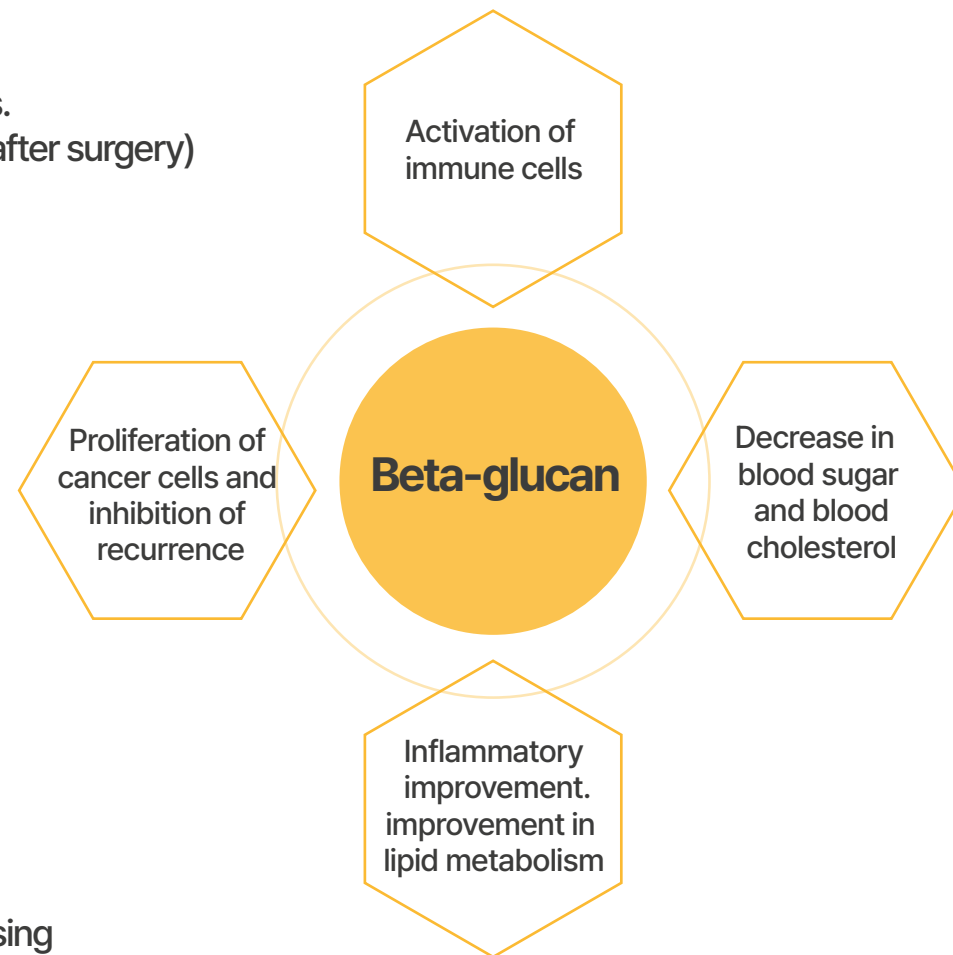 s.
after surgery)
Activation of
immune cells
Proliferation of
cancer cells and
inhibition of
recurrence
Beta-glucan
Decrease in
blood sugar
and blood
cholesterol
Inflammatory
improvement.
improvement in
lipid metabolism
sing